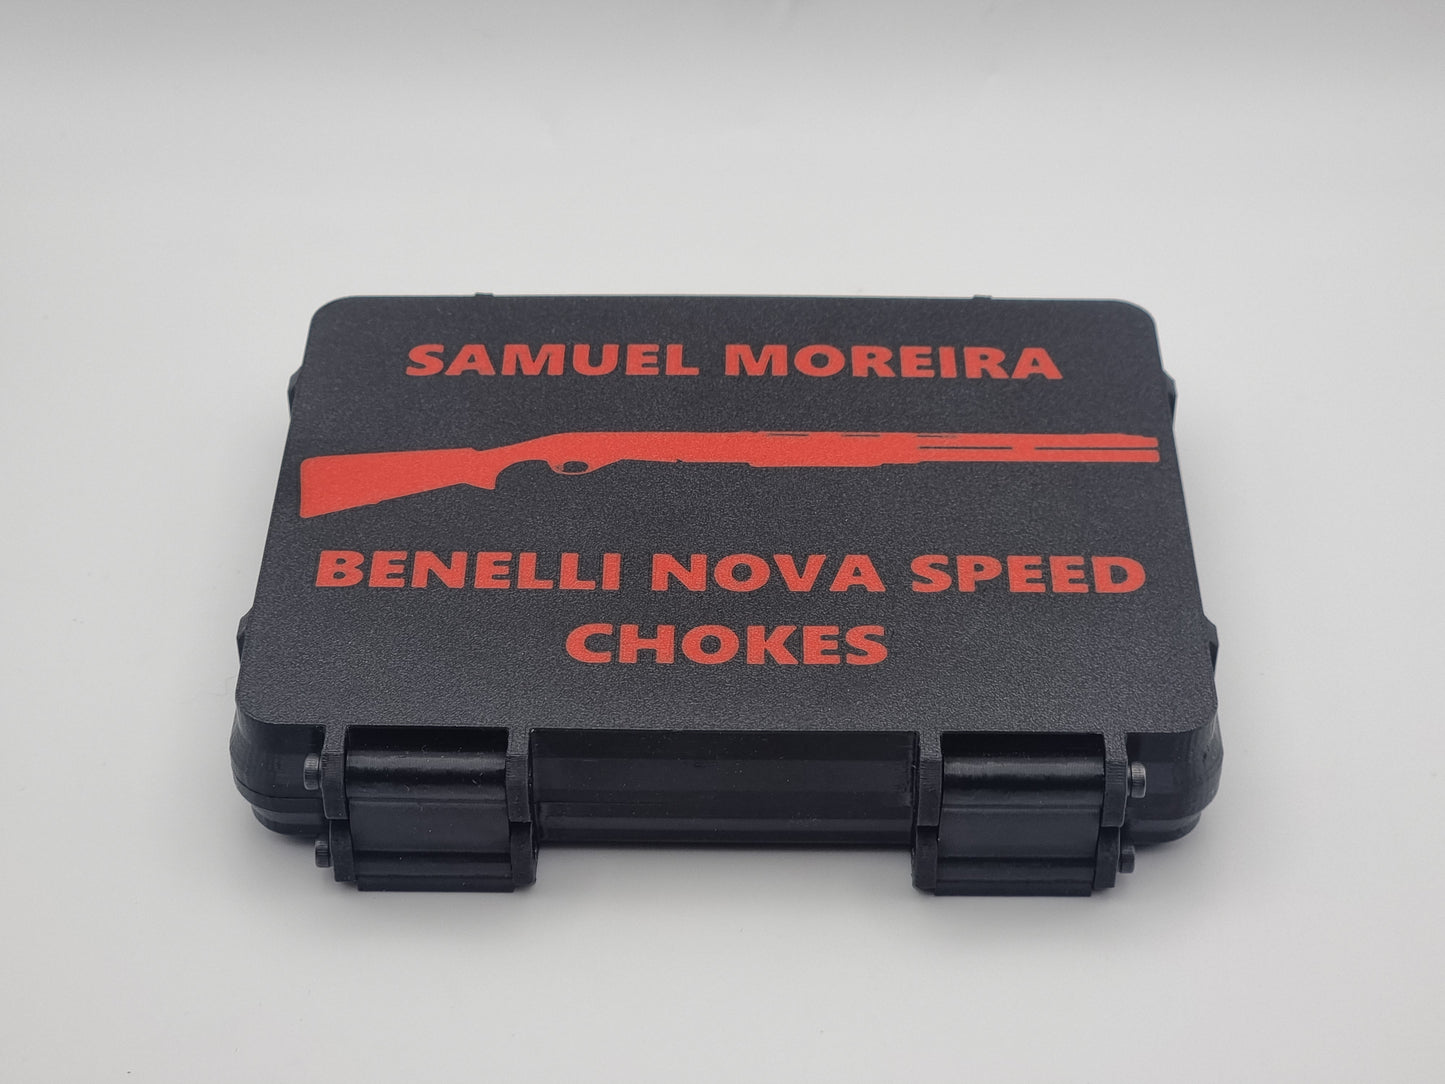 SAMUEL MOREIRA
BENELLI NOVA SPEED
CHOKES